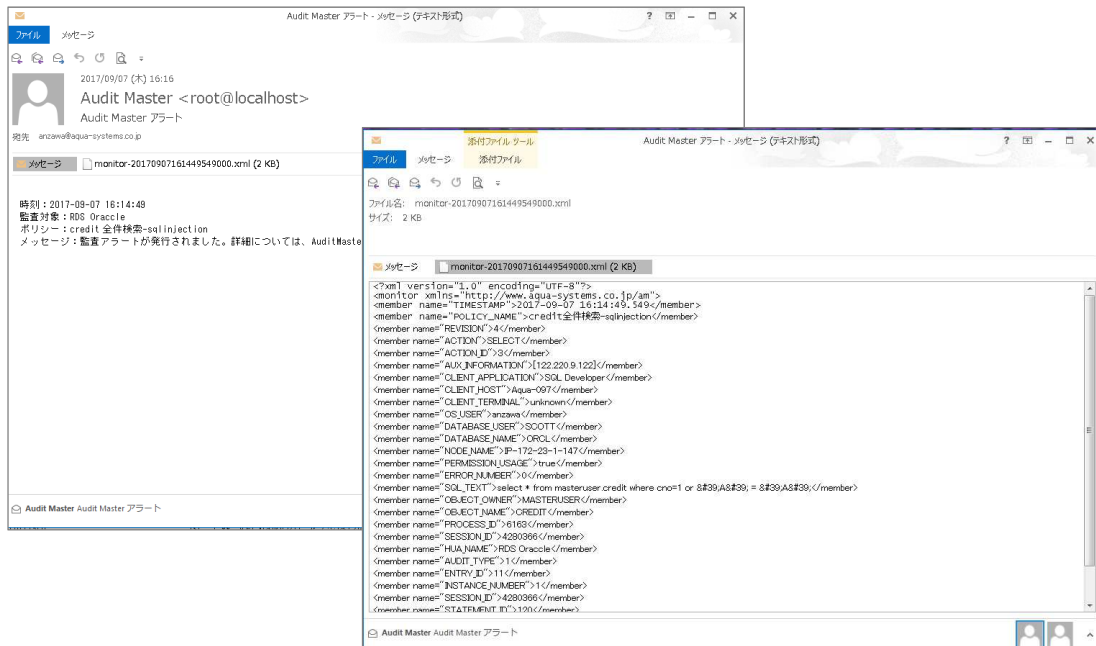 Audit Master アラート - メッセージ (テキスト形式)
ファイル メッセージ
2017/09/07 (木) 16:16
Audit Master <root@localhost>
Audit Master アラート
宛先 anzawa@aqua-systems.co.jp
メッセージ monitor-20170907161449549000.xml (2 KB)
時刻：2017-09-07 16:14:49
監査対象：RDS Oraccle
ポリシー：credit 全件検索-sqlinjection
メッセージ：監査アラートが発行されました。詳細については、AuditMaste
Audit Master Audit Master アラート
添付ファイル ツール
Audit Master アラート - メッセージ (テキスト形式)
ファイル メッセージ 添付ファイル
ファイル名: monitor-20170907161449549000.xml
サイズ: 2 KB
メッセージ monitor-20170907161449549000.xml (2 KB)
<?xml version="1.0" encoding="UTF-8"?>
<monitor xmlns="http://www.aqua-systems.co.jp/am">
<member name="TIMESTAMP">2017-09-07 16:14:49.549</member>
<member name="POLICY_NAME">credit全件検索-sqlinjection</member>
<member name="REVISION">4</member>
<member name="ACTION">SELECT</member>
<member name="ACTION_ID">3</member>
<member name="AUX_INFORMATION">[122.220.9.122]</member>
<member name="CLIENT_APPLICATION">SQL Developer</member>
<member name="CLIENT_HOST">Aqua-097</member>
<member name="CLIENT_TERMINAL">unknown</member>
<member name="OS_USER">anzawa</member>
<member name="DATABASE_USER">SCOTT</member>
<member name="DATABASE_NAME">ORCL</member>
<member name="NODE_NAME">IP-172-23-1-147</member>
<member name="PERMISSION_USAGE">true</member>
<member name="ERROR_NUMBER">0</member>
<member name="SQL_TEXT">select * from masteruser.credit where cno=1 or &#39;A&#39; = &#39;A&#39;</member>
<member name="OBJECT_OWNER">MASTERUSER</member>
<member name="OBJECT_NAME">CREDIT</member>
<member name="PROCESS_ID">6163</member>
<member name="SESSION_ID">4280366</member>
<member name="HUA_NAME">RDS Oraccle</member>
<member name="AUDIT_TYPE">1</member>
<member name="ENTRY_ID">11</member>
<member name="INSTANCE_NUMBER">1</member>
<member name="SESSION_ID">4280366</member>
<member name="STATEMENT_ID">120</member>
Audit Master Audit Master アラート